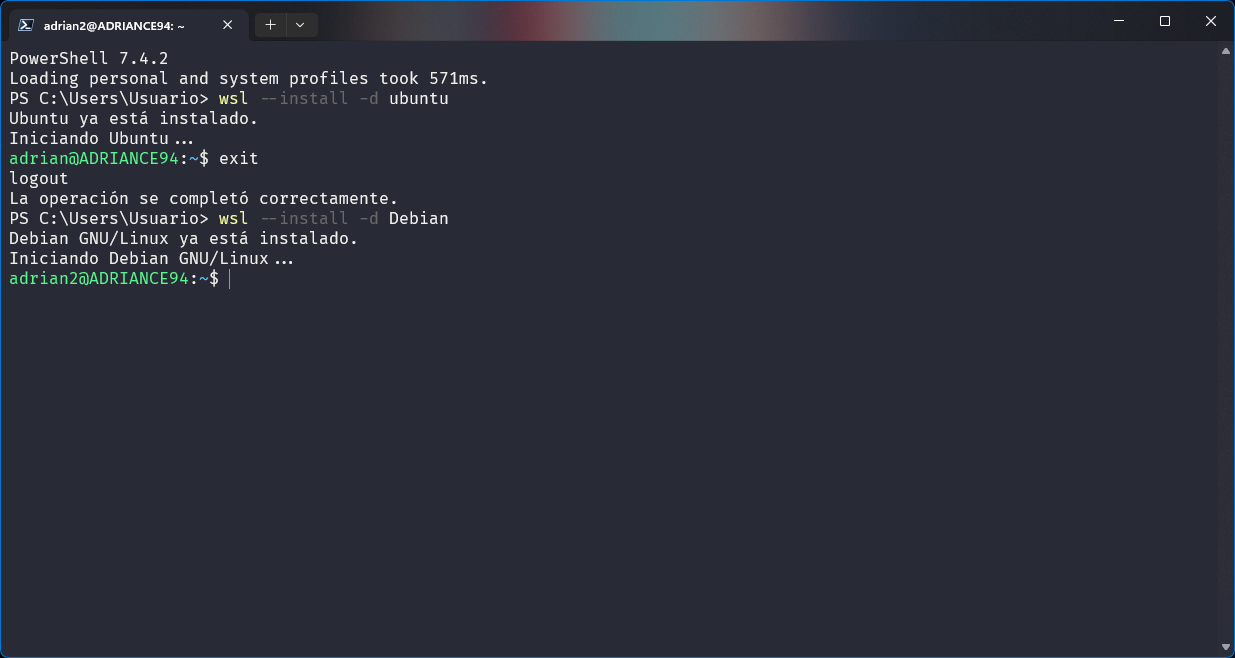 adrian2@ADRIANCE94: ~
PowerShell 7.4.2
Loading personal and system profiles took 571ms.
PS C:\Users\Usuario> wsl --install -d ubuntu
Ubuntu ya está instalado.
Iniciando Ubuntu...
adrian@ADRIANCE94:~$ exit
logout
La operación se completó correctamente.
PS C:\Users\Usuario> wsl --install -d Debian
Debian GNU/Linux ya está instalado.
Iniciando Debian GNU/Linux...
adrian2@ADRIANCE94:~$